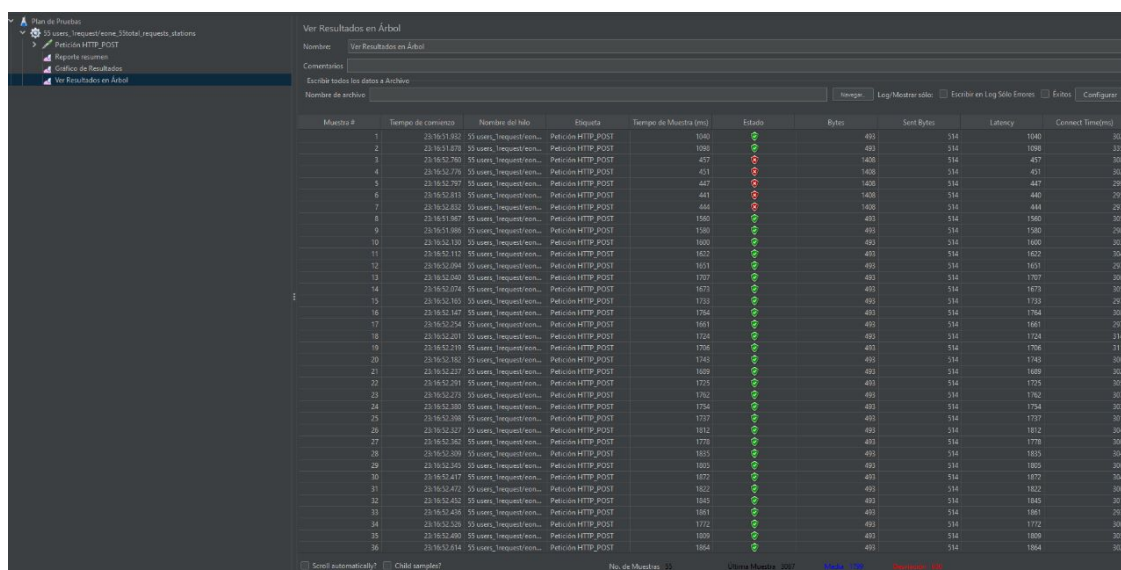 Plan de Pruebas
55 users_1request/eone_55total_requests_stations
Petición HTTP_POST
Reporte resumen
Gráfico de Resultados
Ver Resultados en Árbol
Ver Resultados en Árbol
Nombre: Ver Resultados en Árbol
Comentarios
Escribir todos los datos a Archivo
Nombre de archivo Navegar... Log/Mostrar sólo: Escribir en Log Sólo Errores Éxitos Configurar
Muestra # Tiempo de comienzo Nombre del hilo Etiqueta Tiempo de Muestra (ms) Estado Bytes Sent Bytes Latency Connect Time(ms)
1 23:16:51.932 55 users_1request/eon... Petición HTTP_POST 1040 493 514 1040
2 23:16:51.878 55 users_1request/eon... Petición HTTP_POST 1098 493 514 1098
3 23:16:52.760 55 users_1request/eon... Petición HTTP_POST 457 1408 514 457
4 23:16:52.776 55 users_1request/eon... Petición HTTP_POST 451 1408 514 451
5 23:16:52.797 55 users_1request/eon... Petición HTTP_POST 447 1408 514 447
6 23:16:52.813 55 users_1request/eon... Petición HTTP_POST 441 1408 514 440
7 23:16:52.832 55 users_1request/eon... Petición HTTP_POST 444 1408 514 444
8 23:16:51.967 55 users_1request/eon... Petición HTTP_POST 1560 493 514 1560
9 23:16:51.986 55 users_1request/eon... Petición HTTP_POST 1580 493 514 1580
10 23:16:52.130 55 users_1request/eon... Petición HTTP_POST 1600 493 514 1600
11 23:16:52.112 55 users_1request/eon... Petición HTTP_POST 1622 493 514 1622
12 23:16:52.094 55 users_1request/eon... Petición HTTP_POST 1651 493 514 1651
13 23:16:52.040 55 users_1request/eon... Petición HTTP_POST 1707 493 514 1707
14 23:16:52.074 55 users_1request/eon... Petición HTTP_POST 1673 493 514 1673
15 23:16:52.165 55 users_1request/eon... Petición HTTP_POST 1733 493 514 1733
16 23:16:52.147 55 users_1request/eon... Petición HTTP_POST 1764 493 514 1764
17 23:16:52.254 55 users_1request/eon... Petición HTTP_POST 1661 493 514 1661
18 23:16:52.201 55 users_1request/eon... Petición HTTP_POST 1724 493 514 1724
19 23:16:52.219 55 users_1request/eon... Petición HTTP_POST 1706 493 514 1706
20 23:16:52.182 55 users_1request/eon... Petición HTTP_POST 1743 493 514 1743
21 23:16:52.237 55 users_1request/eon... Petición HTTP_POST 1689 493 514 1689
22 23:16:52.291 55 users_1request/eon... Petición HTTP_POST 1725 493 514 1725
23 23:16:52.273 55 users_1request/eon... Petición HTTP_POST 1762 493 514 1762
24 23:16:52.380 55 users_1request/eon... Petición HTTP_POST 1754 493 514 1754
25 23:16:52.398 55 users_1request/eon... Petición HTTP_POST 1737 493 514 1737
26 23:16:52.327 55 users_1request/eon... Petición HTTP_POST 1812 493 514 1812
27 23:16:52.362 55 users_1request/eon... Petición HTTP_POST 1778 493 514 1778
28 23:16:52.309 55 users_1request/eon... Petición HTTP_POST 1835 493 514 1835
29 23:16:52.345 55 users_1request/eon... Petición HTTP_POST 1805 493 514 1805
30 23:16:52.417 55 users_1request/eon... Petición HTTP_POST 1872 493 514 1872
31 23:16:52.472 55 users_1request/eon... Petición HTTP_POST 1822 493 514 1822
32 23:16:52.452 55 users_1request/eon... Petición HTTP_POST 1845 493 514 1845
33 23:16:52.436 55 users_1request/eon... Petición HTTP_POST 1861 493 514 1861
34 23:16:52.526 55 users_1request/eon... Petición HTTP_POST 1772 493 514 1772
35 23:16:52.490 55 users_1request/eon... Petición HTTP_POST 1809 493 514 1809
36 23:16:52.614 55 users_1request/eon... Petición HTTP_POST 1864 493 514 1864
Scroll automatically? Child samples? No. de Muestras 55 Última Muestra 3007